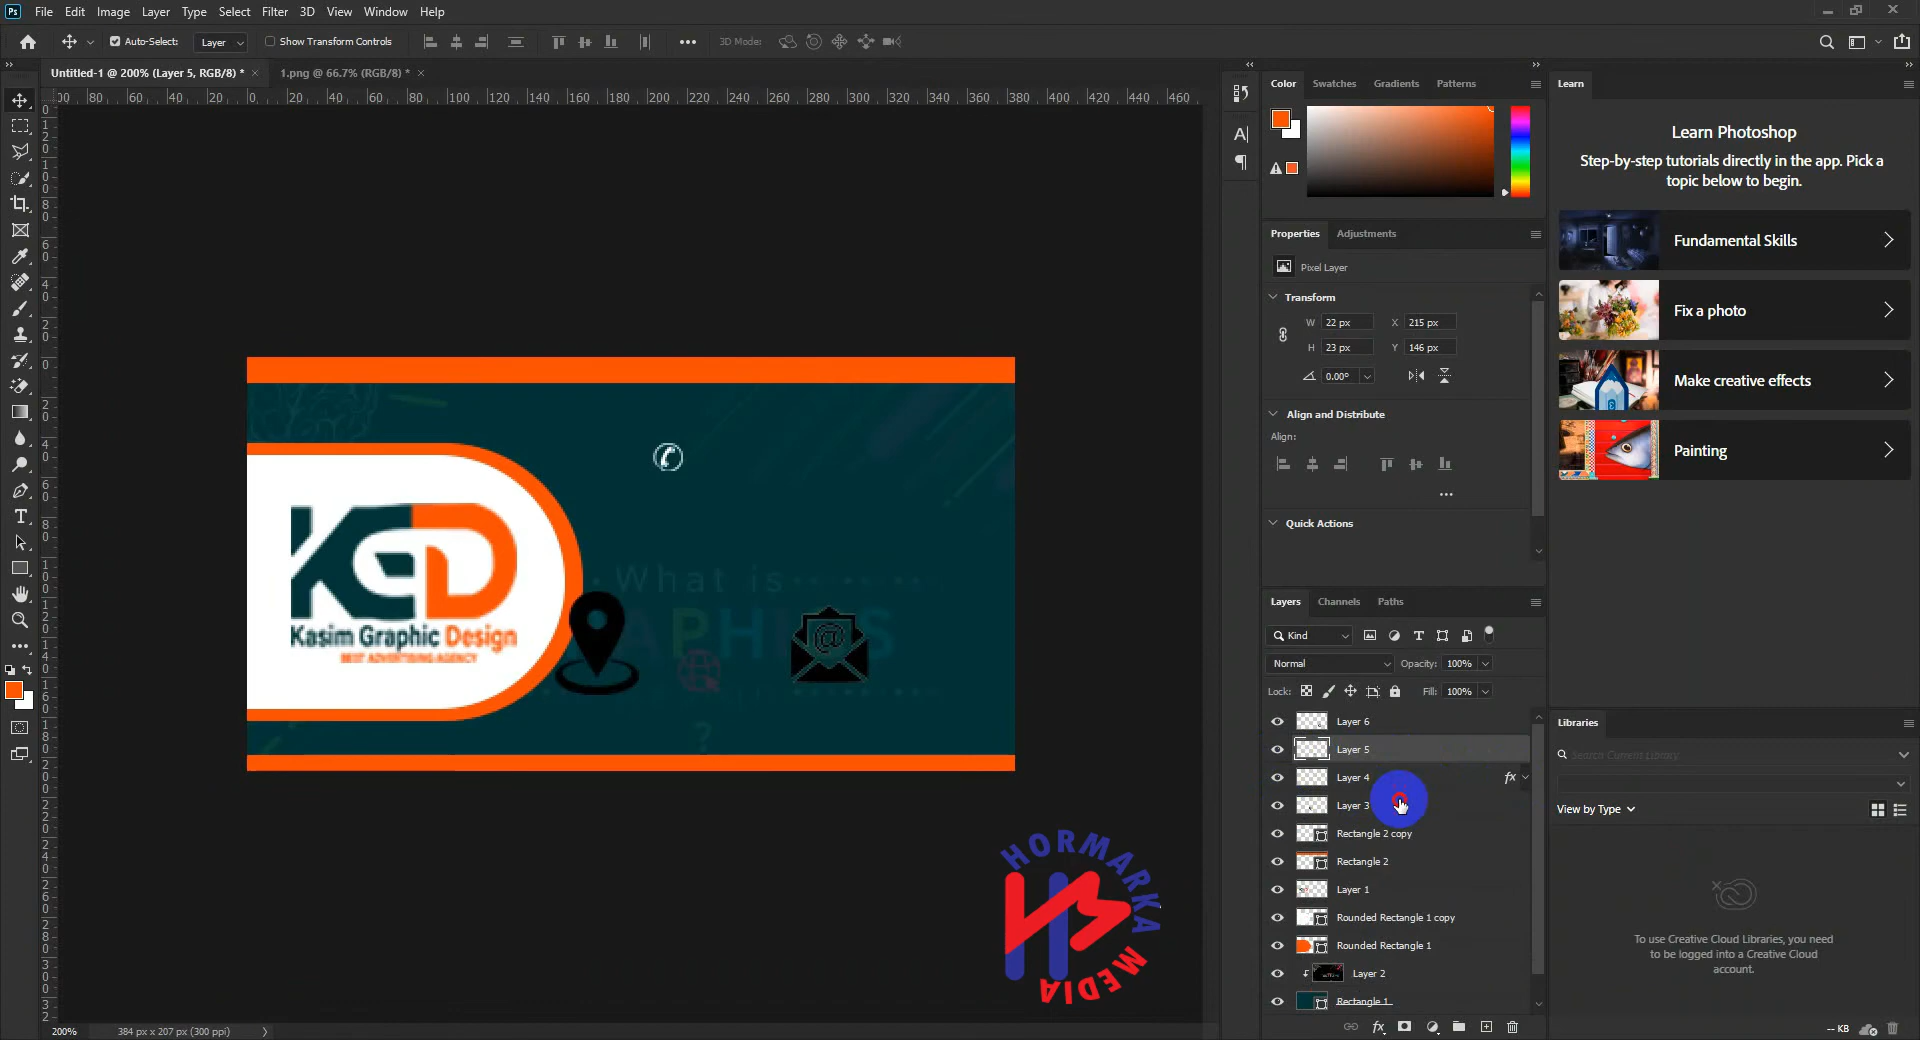 Ps File Edit Image Layer Type Select Filter 3D View Window Help
Auto-Select: Layer Show Transform Controls 3D Mode:
Untitled-1 @ 200% (Layer 5, RGB/8) * 1.png @ 66.7% (RGB/8) *
Color Swatches Gradients Patterns
Learn
Learn Photoshop
Step-by-step tutorials directly in the app. Pick a
topic below to begin.
Fundamental Skills
Fix a photo
Make creative effects
Painting
Properties Adjustments
Pixel Layer
Transform
W 22 px X 215 px
H 23 px Y 146 px
0.00°
Align and Distribute
Align:
Quick Actions
KGD
Kasim Graphic Design
BEST ADVERTISING AGENCY
What is
?
HORMARKA
MEDIA
Layers Channels Paths
Kind
Normal Opacity: 100%
Lock: Fill: 100%
Layer 6
Layer 5
Layer 4 fx
Layer 3
Rectangle 2 copy
Rectangle 2
Layer 1
Rounded Rectangle 1 copy
Rounded Rectangle 1
Layer 2
Rectangle 1
Libraries
Search Current Library
View by Type
To use Creative Cloud Libraries, you need
to be logged into a Creative Cloud
account.
-- KB
200% 384 px x 207 px (300 ppi)